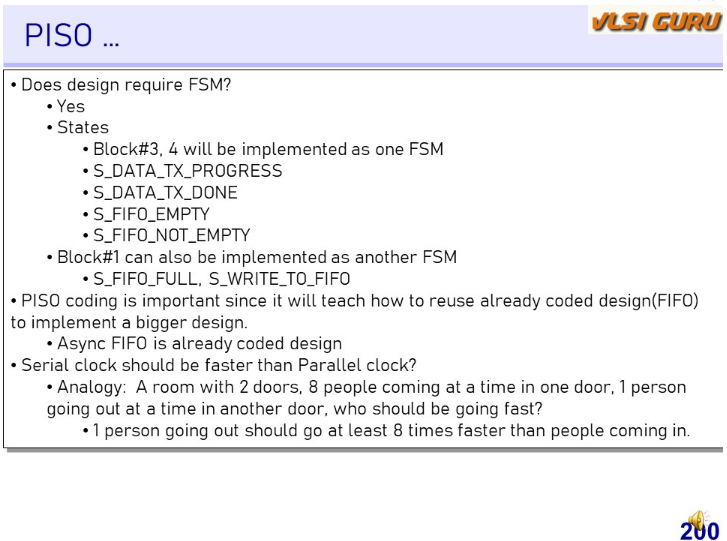 PISO ...
VLSI GURU
• Does design require FSM?
• Yes
• States
• Block#3, 4 will be implemented as one FSM
• S_DATA_TX_PROGRESS
• S_DATA_TX_DONE
• S_FIFO_EMPTY
• S_FIFO_NOT_EMPTY
• Block#1 can also be implemented as another FSM
• S_FIFO_FULL, S_WRITE_TO_FIFO
• PISO coding is important since it will teach how to reuse already coded design(FIFO)
to implement a bigger design.
• Async FIFO is already coded design
• Serial clock should be faster than Parallel clock?
• Analogy: A room with 2 doors, 8 people coming at a time in one door, 1 person
going out at a time in another door, who should be going fast?
• 1 person going out should go at least 8 times faster than people coming in.
200